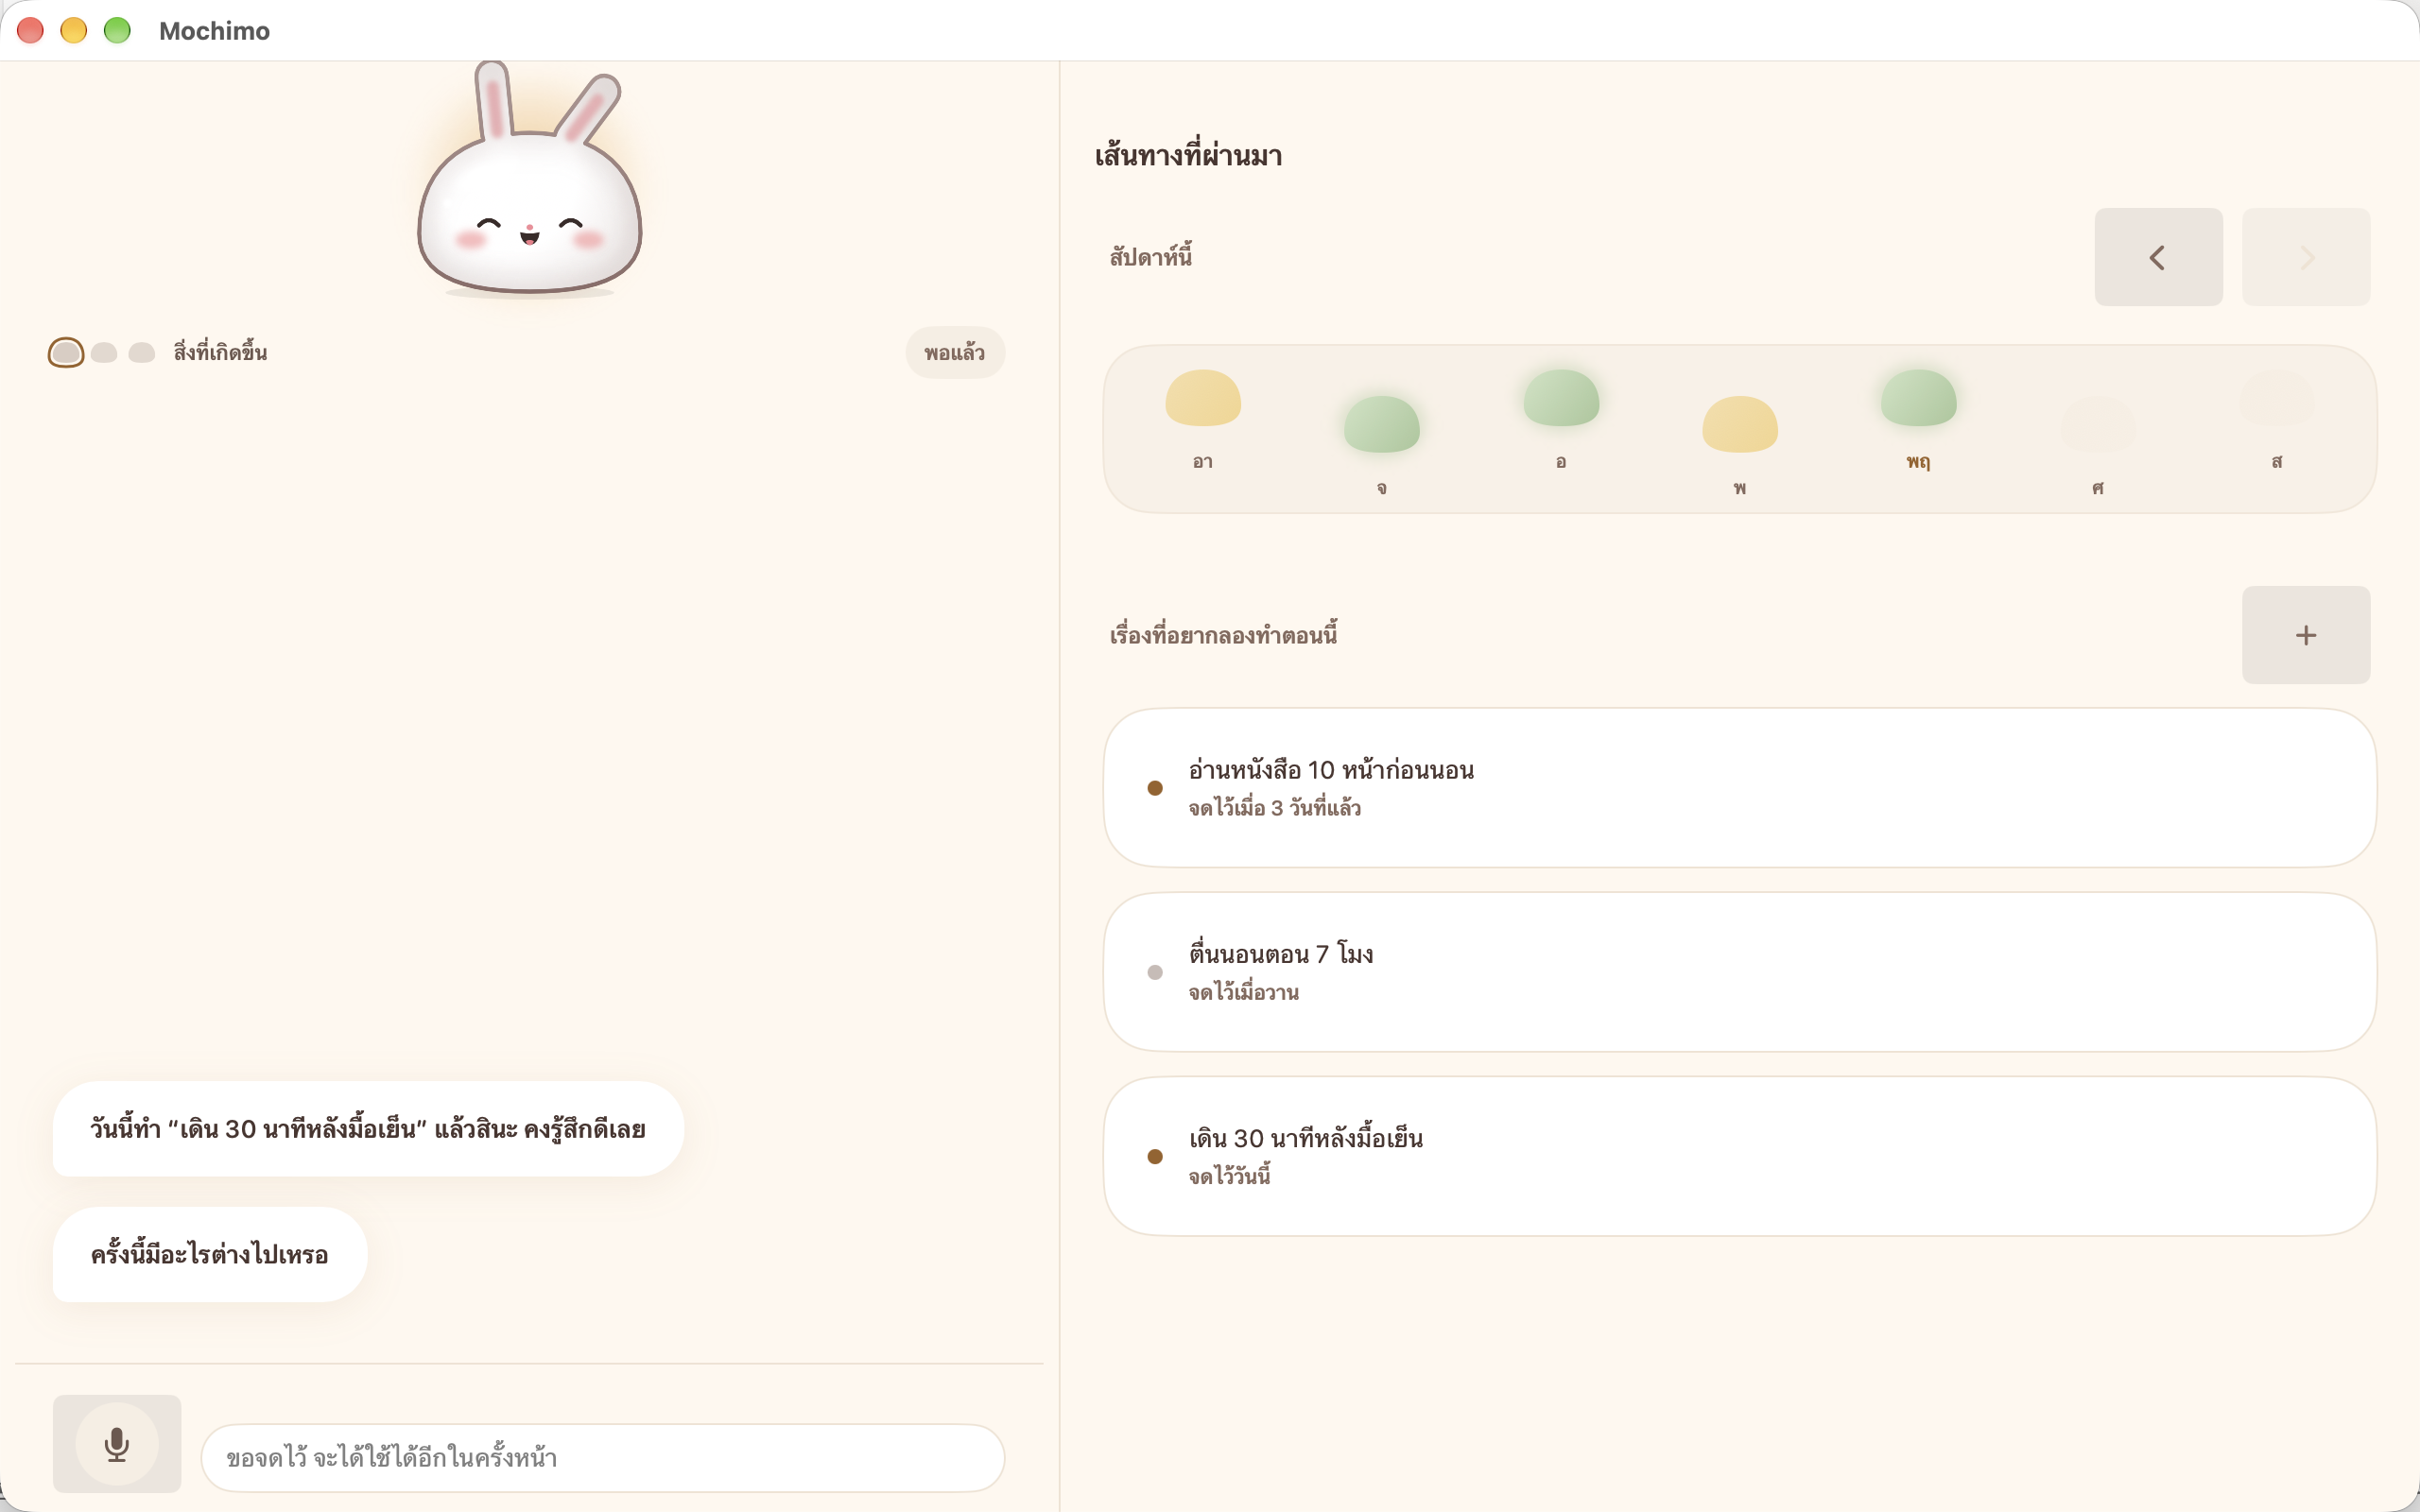 Mochimo
สิ่งที่เกิดขึ้น
พอแล้ว
วันนี้ทำ “เดิน 30 นาทีหลังมื้อเย็น” แล้วสินะ คงรู้สึกดีเลย
ครั้งนี้มีอะไรต่างไปเหรอ
ขอจดไว้ จะได้ใช้ได้อีกในครั้งหน้า
เส้นทางที่ผ่านมา
สัปดาห์นี้
อา
จ
อ
พ
พฤ
ศ
ส
เรื่องที่อยากลองทำตอนนี้
อ่านหนังสือ 10 หน้าก่อนนอน
จดไว้เมื่อ 3 วันที่แล้ว
ตื่นนอนตอน 7 โมง
จดไว้เมื่อวาน
เดิน 30 นาทีหลังมื้อเย็น
จดไว้วันนี้